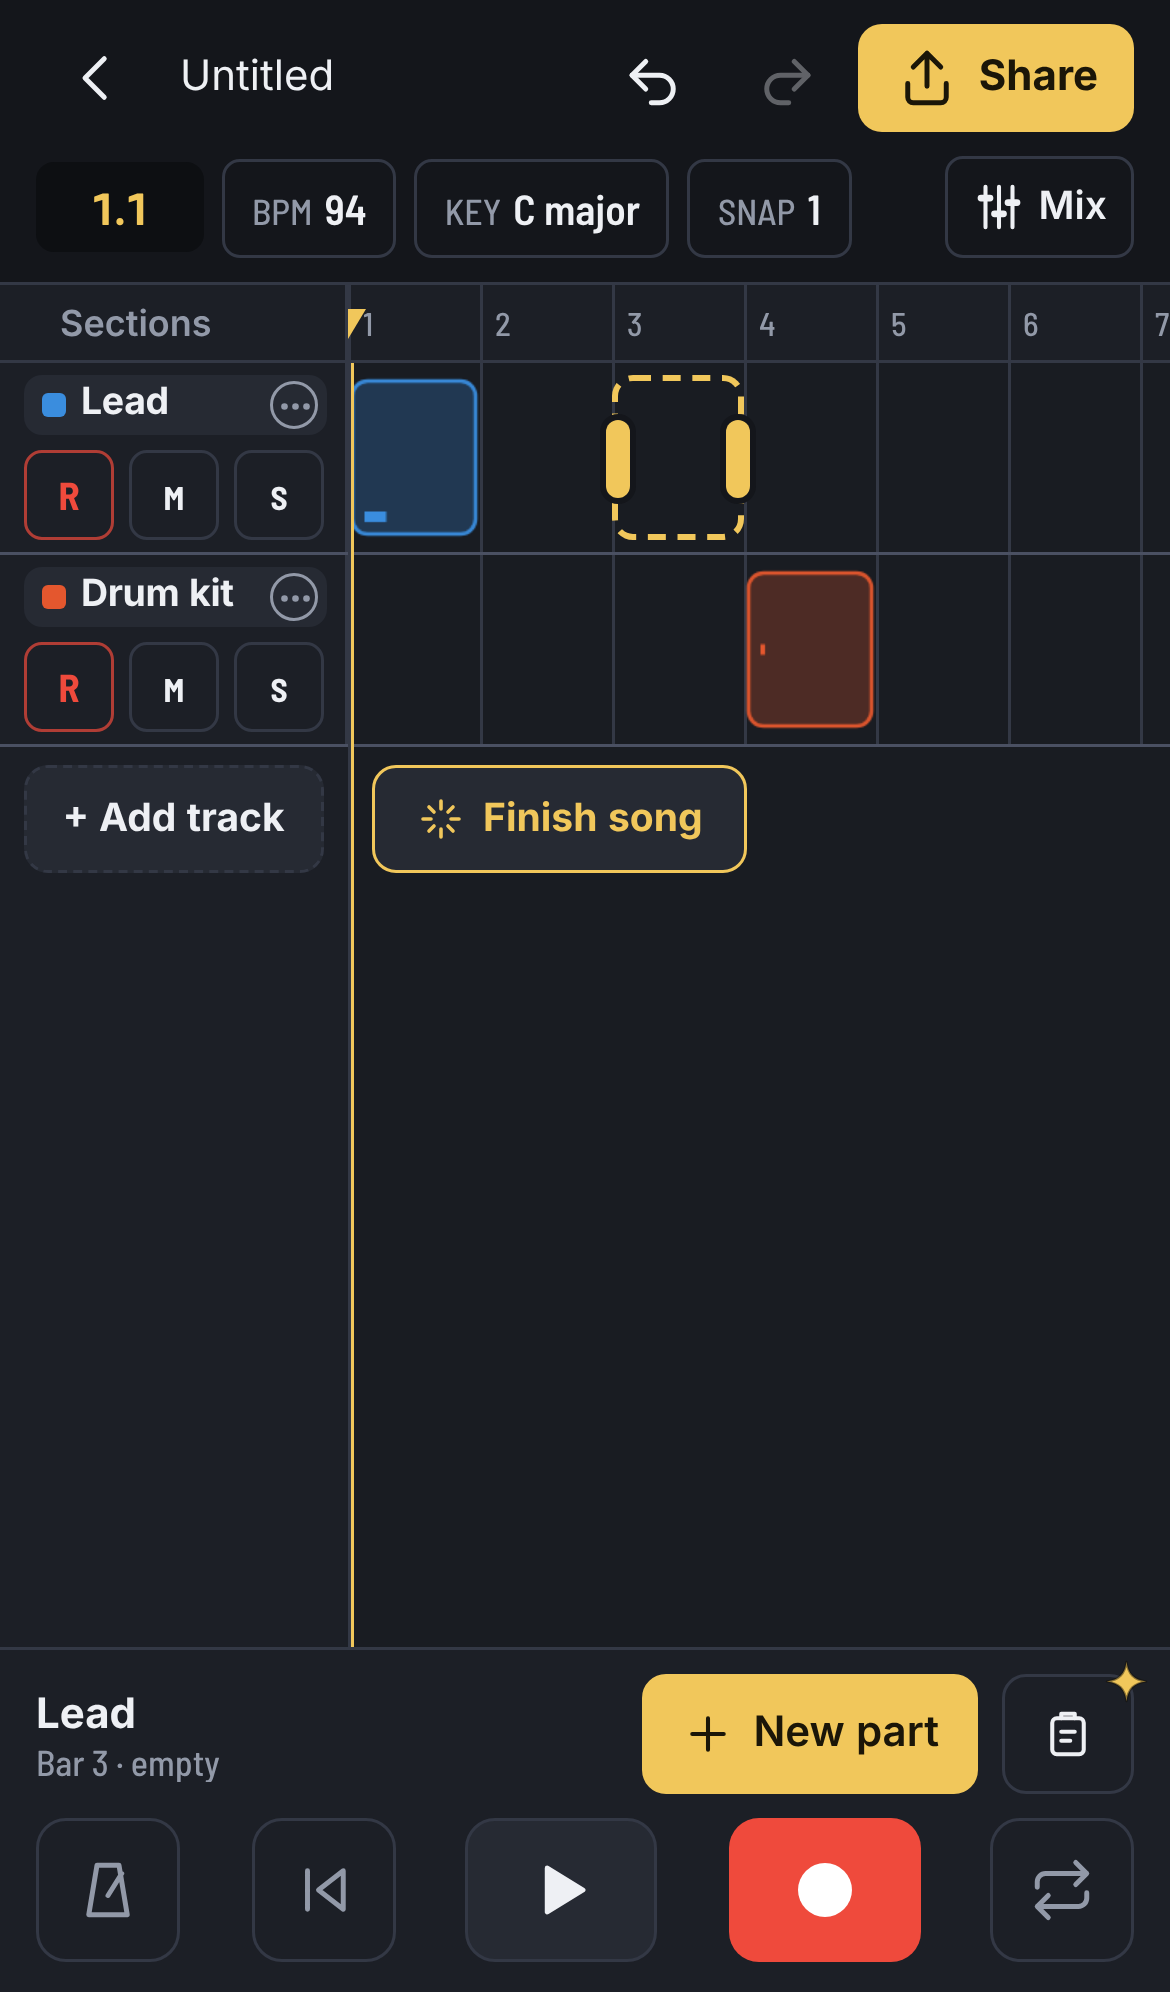 Untitled
Share
1.1
BPM 94
KEY C major
SNAP 1
Mix
Sections
1 2 3 4 5 6 7
Lead
R M S
Drum kit
R M S
+ Add track
Finish song
Lead
Bar 3 · empty
New part